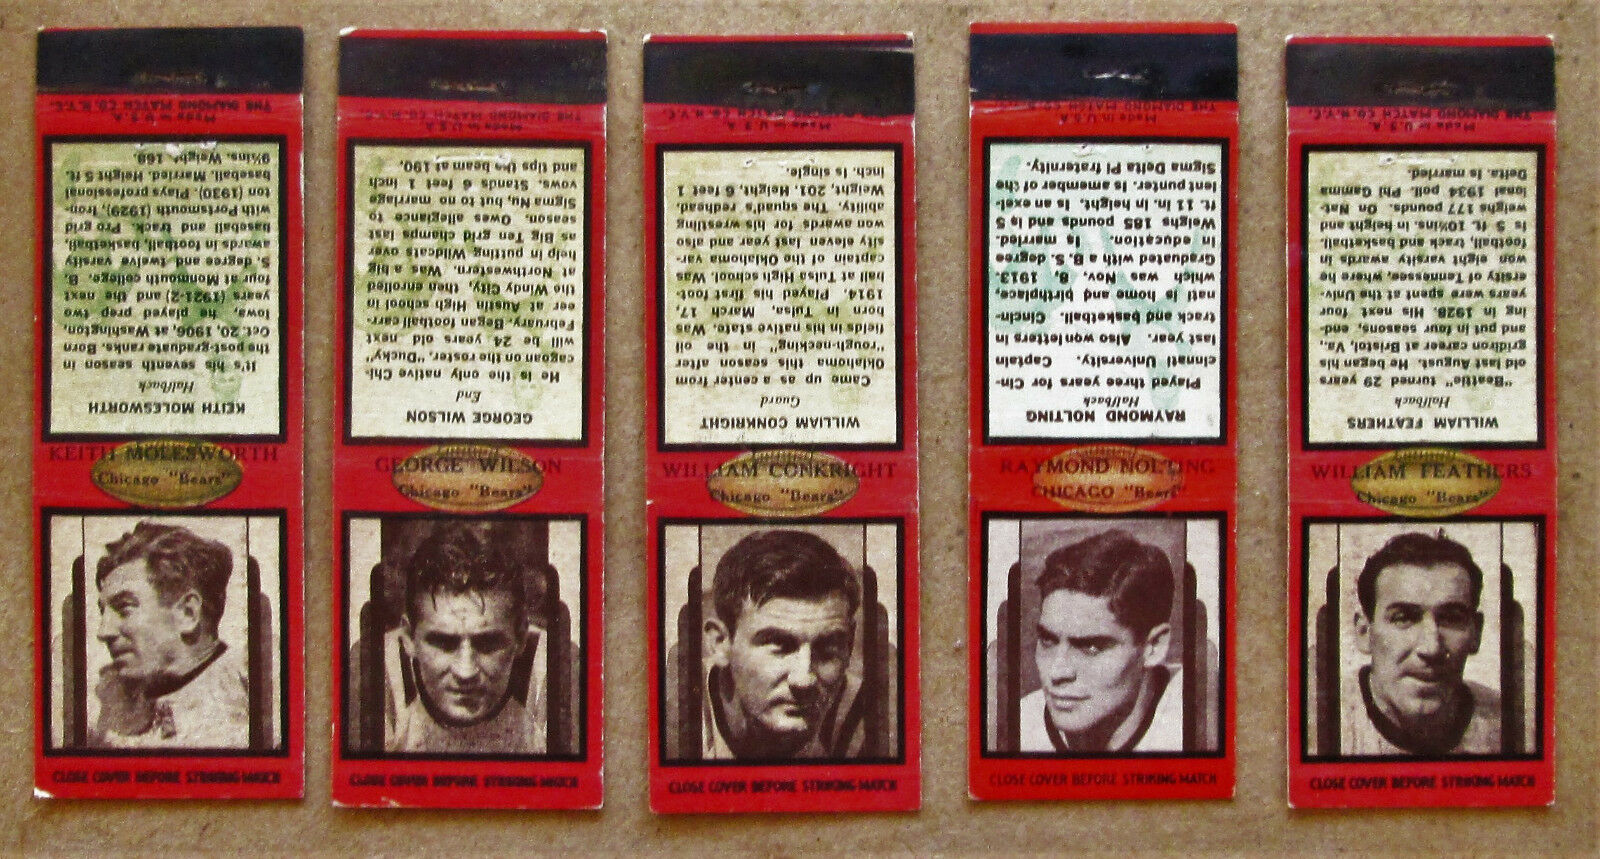 KEITH MOLESWORTH
Chicago "Bears"
CLOSE COVER BEFORE STRIKING MATCH
KEITH MOLESWORTH
Halfback
It's his seventh season in
the post-graduate ranks. Born
Oct. 20, 1906, at Washington,
Iowa, he played prep two
years (1921-2) and the next
four at Monmouth college. B.
S. degree and twelve varsity
awards in football, basketball,
baseball and track. Pro grid
with Portsmouth (1929), Iron-
ton (1930). Plays professional
baseball. Married. Height 5 ft.
9½ins. Weight, 168.
Made in U.S.A.
THE DIAMOND MATCH CO. N.Y.C.
GEORGE WILSON
Chicago "Bears"
CLOSE COVER BEFORE STRIKING MATCH
GEORGE WILSON
End
He is the only native Chi-
cagoan on the roster. "Ducky,"
will be 24 years old next
February. Began football carr-
eer at Austin High school in
the Windy City, then enrolled
at Northwestern. Was a big
help in putting Wildcats over
as Big Ten grid champs last
season. Owes allegiance to
Sigma Nu, but to no marriage
vows. Stands 6 feet 1 inch
and tips the beam at 190.
Made in U.S.A.
THE DIAMOND MATCH CO. N.Y.C.
WILLIAM CONKRIGHT
Chicago "Bears"
CLOSE COVER BEFORE STRIKING MATCH
WILLIAM CONKRIGHT
Guard
Came up as a center from
Oklahoma this season after
"rough-necking" in the oil
fields in his native state. Was
born in Tulsa, March 17,
1914. Played his first foot-
ball at Tulsa High school. Was
captain of the Oklahoma var-
sity eleven last year and also
won awards for his wrestling
ability. The squad's redhead.
Weight, 201. Height, 6 feet 1
inch. Is single.
Made in U.S.A.
THE DIAMOND MATCH CO. N.Y.C.
RAYMOND NOLTING
CHICAGO "Bears"
CLOSE COVER BEFORE STRIKING MATCH
RAYMOND NOLTING
Halfback
Played three years for Cin-
cinnati University. Captain
last year. Also won letters in
track and basketball. Cincin-
nati is home and birthplace,
which was Nov. 8, 1913.
Graduated with a B. S. degree
in education. Is married.
Weighs 185 pounds and is 5
ft. 11 in. in height. Is an exel-
lent punter. Is a member of the
Sigma Delta Pi fraternity.
Made in U.S.A
THE DIAMOND MATCH CO. N.Y.C.
WILLIAM FEATHERS
Chicago "Bears"
CLOSE COVER BEFORE STRIKING MATCH
WILLIAM FEATHERS
Halfback
"Beattie" turned 29 years
old last August. He began his
gridiron career at Bristol, Va.,
and put in four seasons, end-
ing in 1928. His next four
years were spent at the Univ-
ersity of Tennessee, where he
won eight varsity awards in
football, track and basketball.
Is 5 ft. 10½ins. in height and
weighs 177 pounds. On Nat-
ional 1934 poll. Phi Gamma
Delta. Is married.
Made in U.S.A.
THE DIAMOND MATCH CO. N.Y.C.